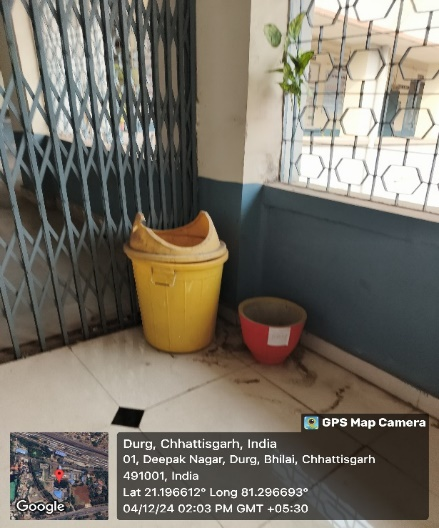 GPS Map Camera
Durg, Chhattisgarh, India
01, Deepak Nagar, Durg, Bhilai, Chhattisgarh
491001, India
Lat 21.196612° Long 81.296693°
04/12/24 02:03 PM GMT +05:30
Google